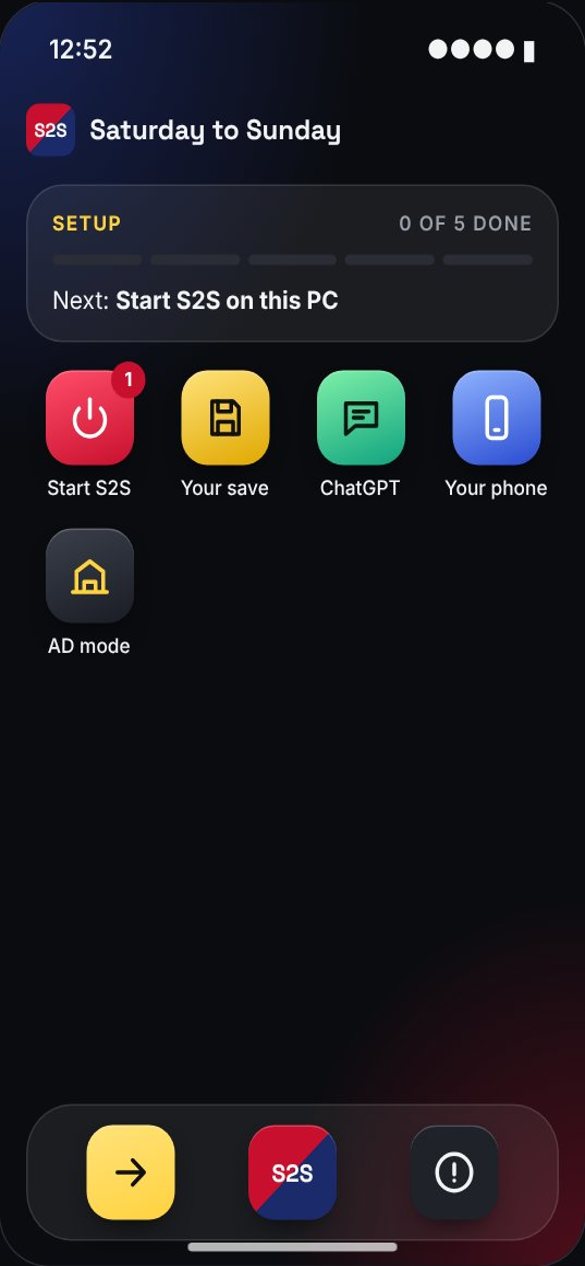 12:52
S2S Saturday to Sunday
SETUP 0 OF 5 DONE
Next: Start S2S on this PC
1
Start S2S Your save ChatGPT Your phone
AD mode
S2S